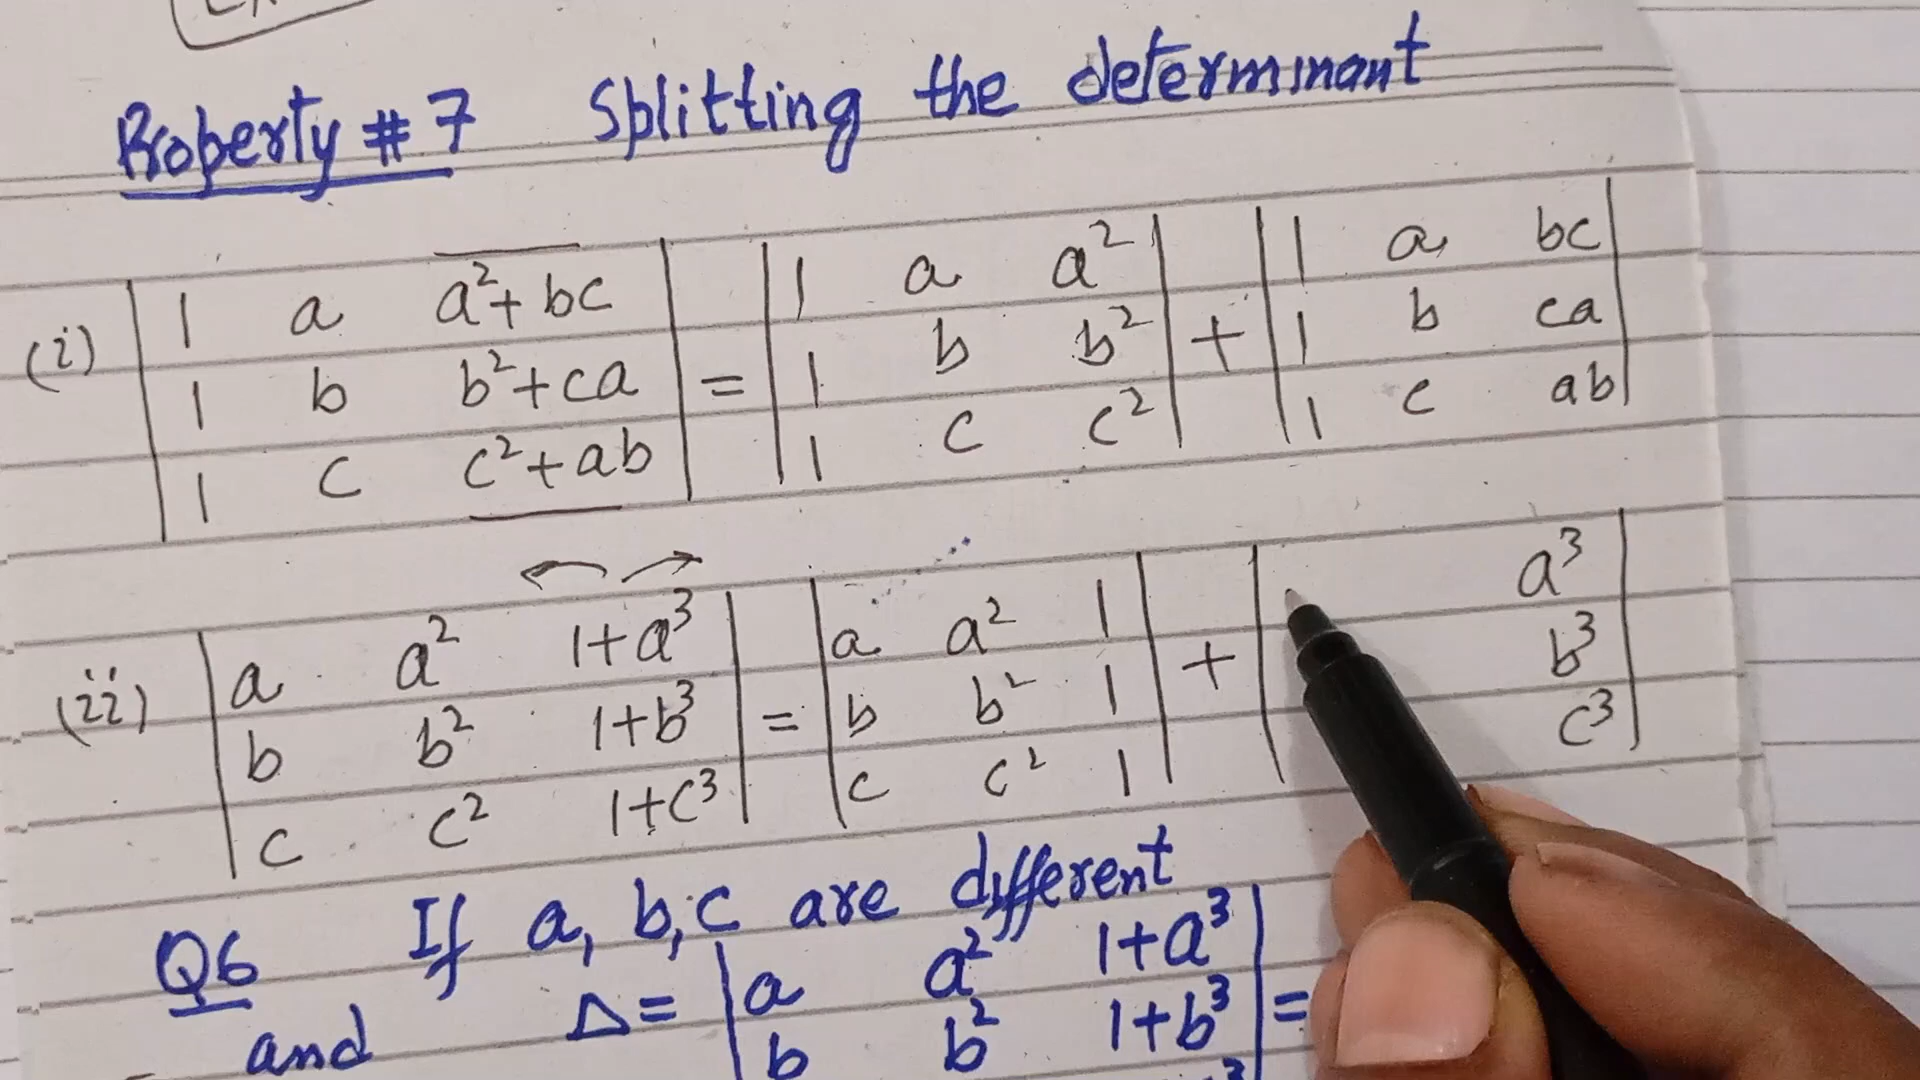 Property # 7 Splitting the determinant
(i) | 1 a a²+bc | = | 1 a a² | + | 1 a bc |
| 1 b b²+ca | | 1 b b² | | 1 b ca |
| 1 c c²+ab | | 1 c c² | | 1 c ab |
(ii) | a a² 1+a³ | = | a a² 1 | + | a³ |
| b b² 1+b³ | | b b² 1 | | b³ |
| c c² 1+c³ | | c c² 1 | | c³ |
Q6 If a, b, c are different
and Δ = | a a² 1+a³ | =
| b b² 1+b³ |